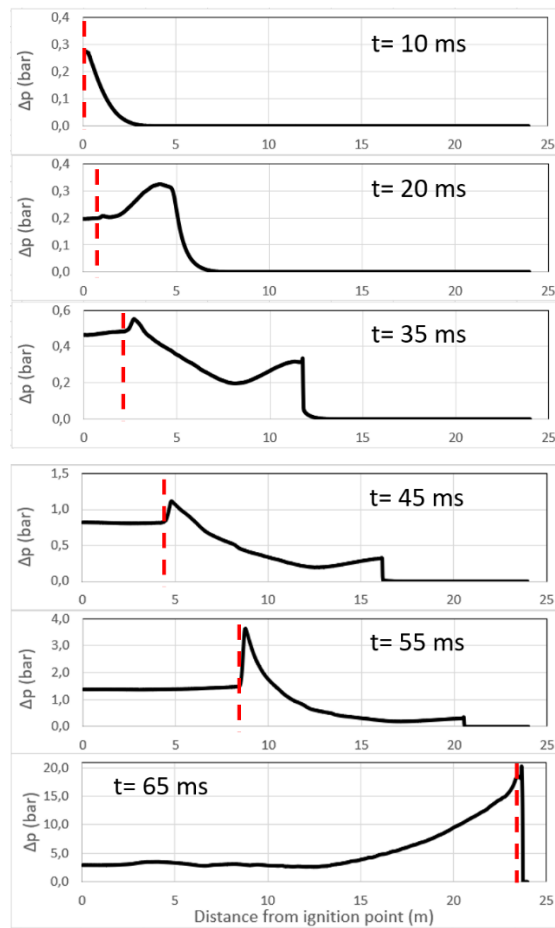 0,4
0,3
0,2
0,1
0,0
Δp (bar)
t= 10 ms
0 5 10 15 20 25
0,4
0,3
0,2
0,1
0,0
Δp (bar)
t= 20 ms
0 5 10 15 20 25
0,6
0,4
0,2
0,0
Δp (bar)
t= 35 ms
0 5 10 15 20 25
1,5
1,0
0,5
0,0
Δp (bar)
t= 45 ms
0 5 10 15 20 25
4,0
3,0
2,0
1,0
0,0
Δp (bar)
t= 55 ms
0 5 10 15 20 25
20,0
15,0
10,0
5,0
0,0
Δp (bar)
t= 65 ms
0 5 10 15 20 25
Distance from ignition point (m)